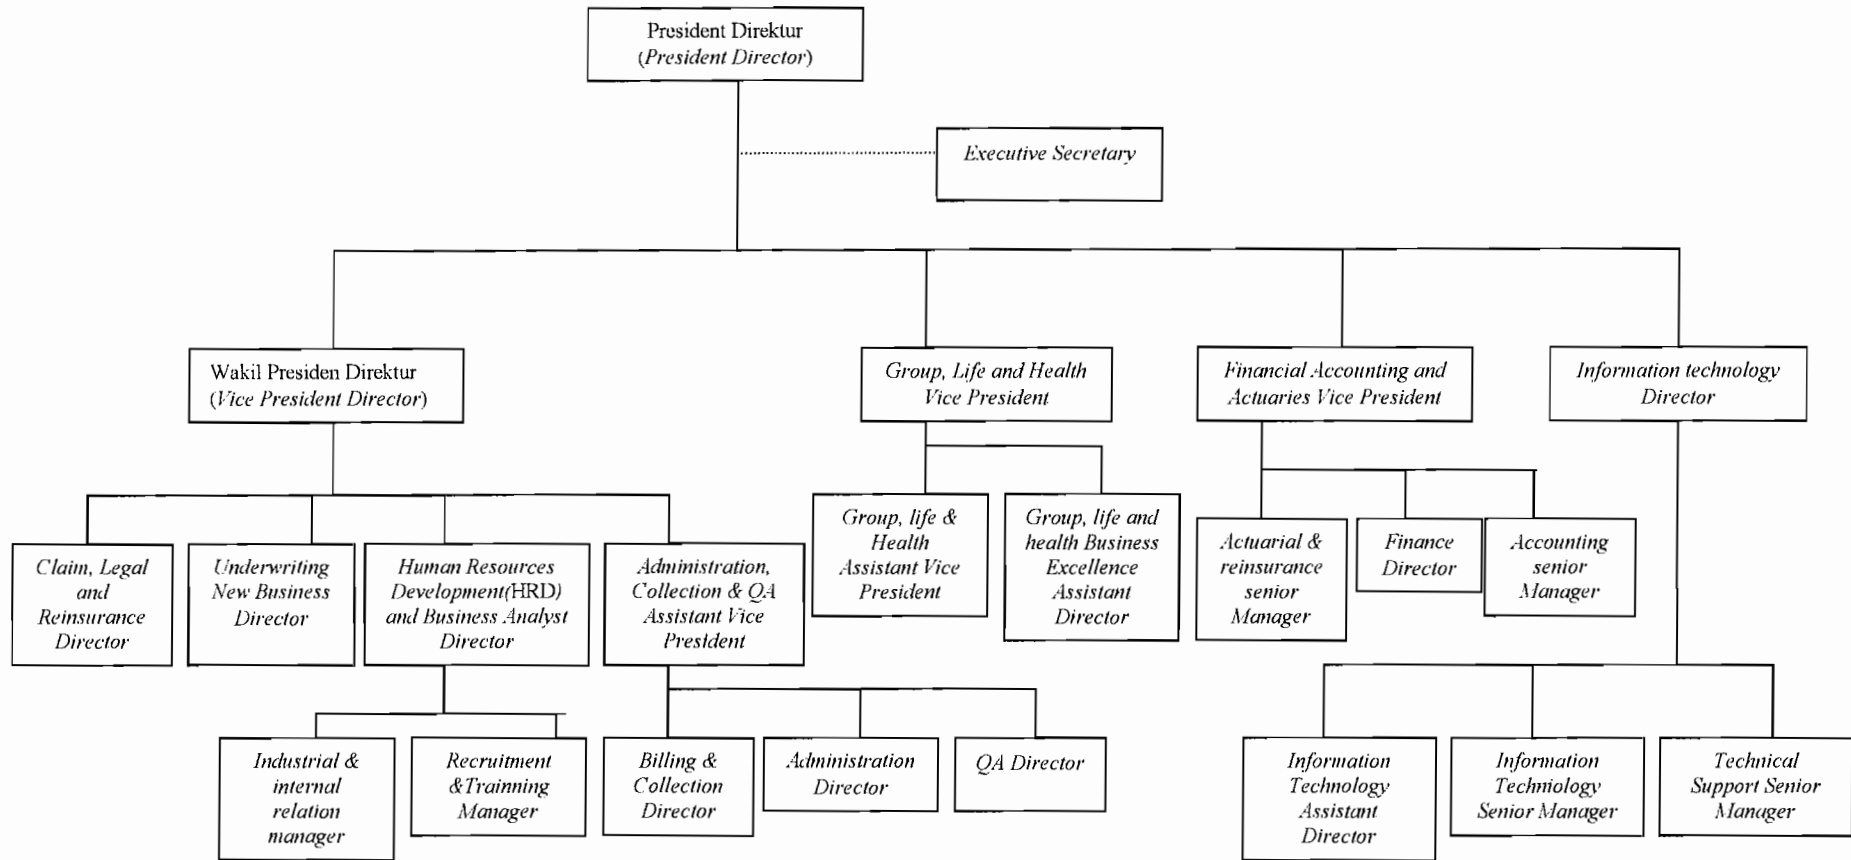 President Direktur
(President Director)
Executive Secretary
Wakil Presiden Direktur
(Vice President Director)
Group, Life and Health
Vice President
Financial Accounting and
Actuaries Vice President
Information technology
Director
Claim, Legal
and
Reinsurance
Director
Underwriting
New Business
Director
Human Resources
Development(HRD)
and Business Analyst
Director
Administration,
Collection & QA
Assistant Vice
President
Group, life &
Health
Assistant Vice
President
Group, life and
health Business
Excellence
Assistant
Director
Actuarial &
reinsurance
senior
Manager
Finance
Director
Accounting
senior
Manager
Industrial &
internal
relation
manager
Recruitment
&Trainning
Manager
Billing &
Collection
Director
Administration
Director
QA Director
Information
Technology
Assistant
Director
Information
Techniology
Senior Manager
Technical
Support Senior
Manager